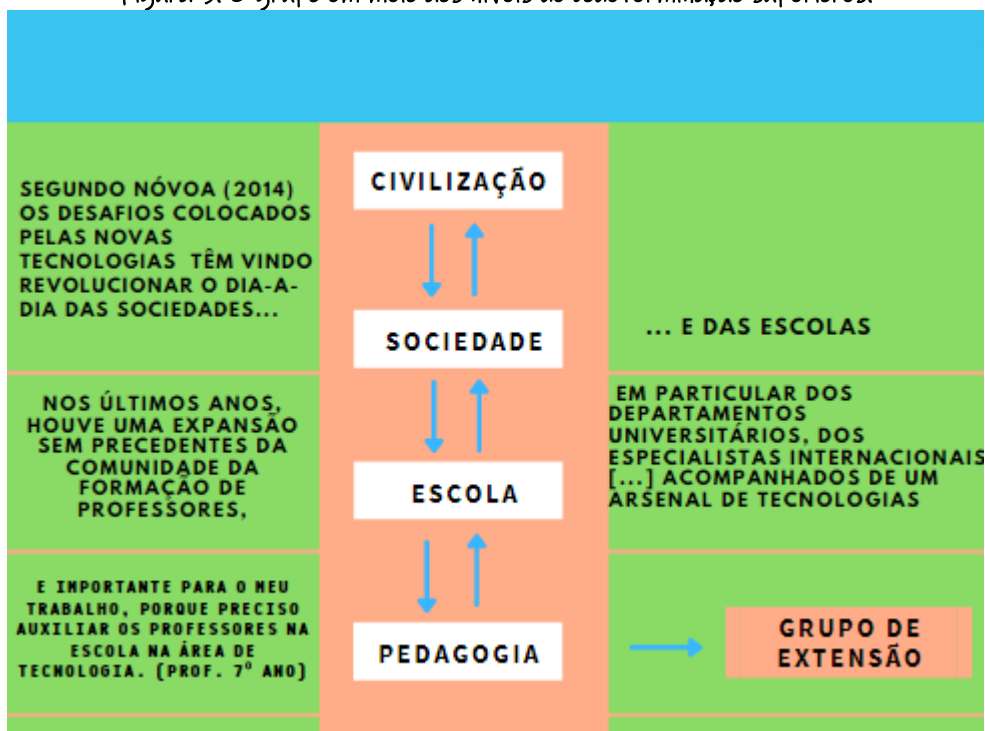 SEGUNDO NÓVOA (2014)
OS DESAFIOS COLOCADOS
PELAS NOVAS
TECNOLOGIAS TÊM VINDO
REVOLUCIONAR O DIA-A-
DIA DAS SOCIEDADES...
CIVILIZAÇÃO
SOCIEDADE
... E DAS ESCOLAS
NOS ÚLTIMOS ANOS,
HOUVE UMA EXPANSÃO
SEM PRECEDENTES DA
COMUNIDADE DA
FORMAÇÃO DE
PROFESSORES,
ESCOLA
EM PARTICULAR DOS
DEPARTAMENTOS
UNIVERSITÁRIOS, DOS
ESPECIALISTAS INTERNACIONAIS
[...] ACOMPANHADOS DE UM
ARSENAL DE TECNOLOGIAS
E IMPORTANTE PARA O MEU
TRABALHO, PORQUE PRECISO
AUXILIAR OS PROFESSORES NA
ESCOLA NA ÁREA DE
TECNOLOGIA. (PROF. 7º ANO)
PEDAGOGIA
GRUPO DE
EXTENSÃO